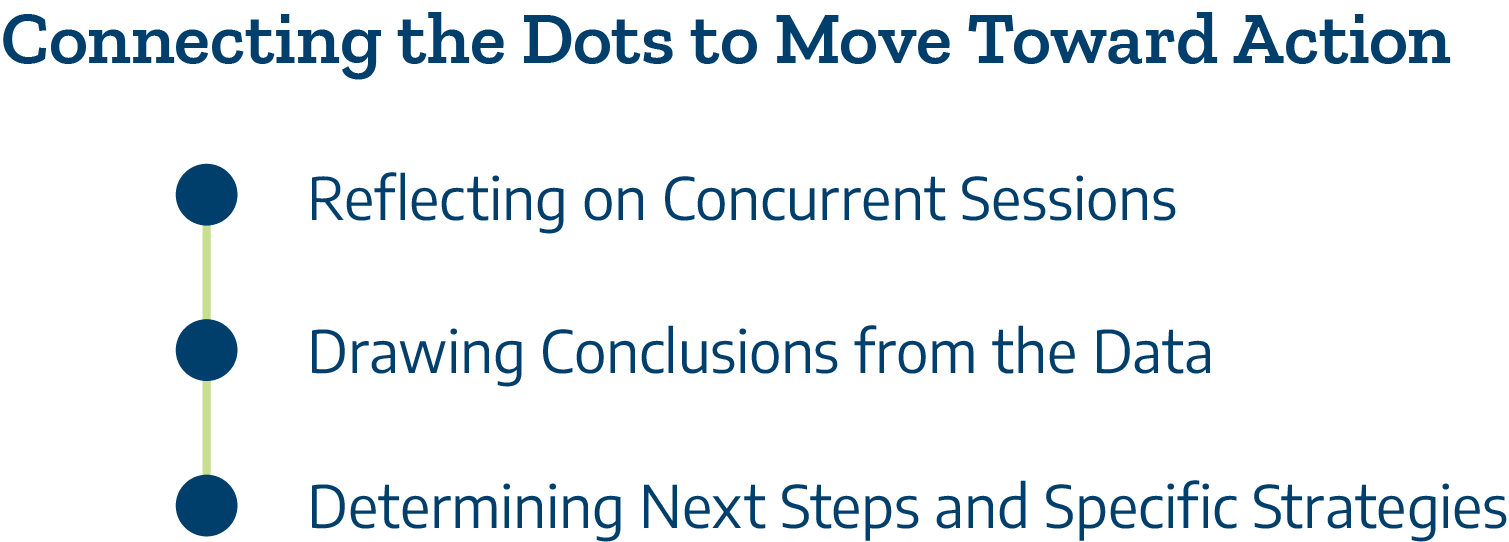 Connecting the Dots to Move Toward Action
Reflecting on Concurrent Sessions
Drawing Conclusions from the Data
Determining Next Steps and Specific Strategies